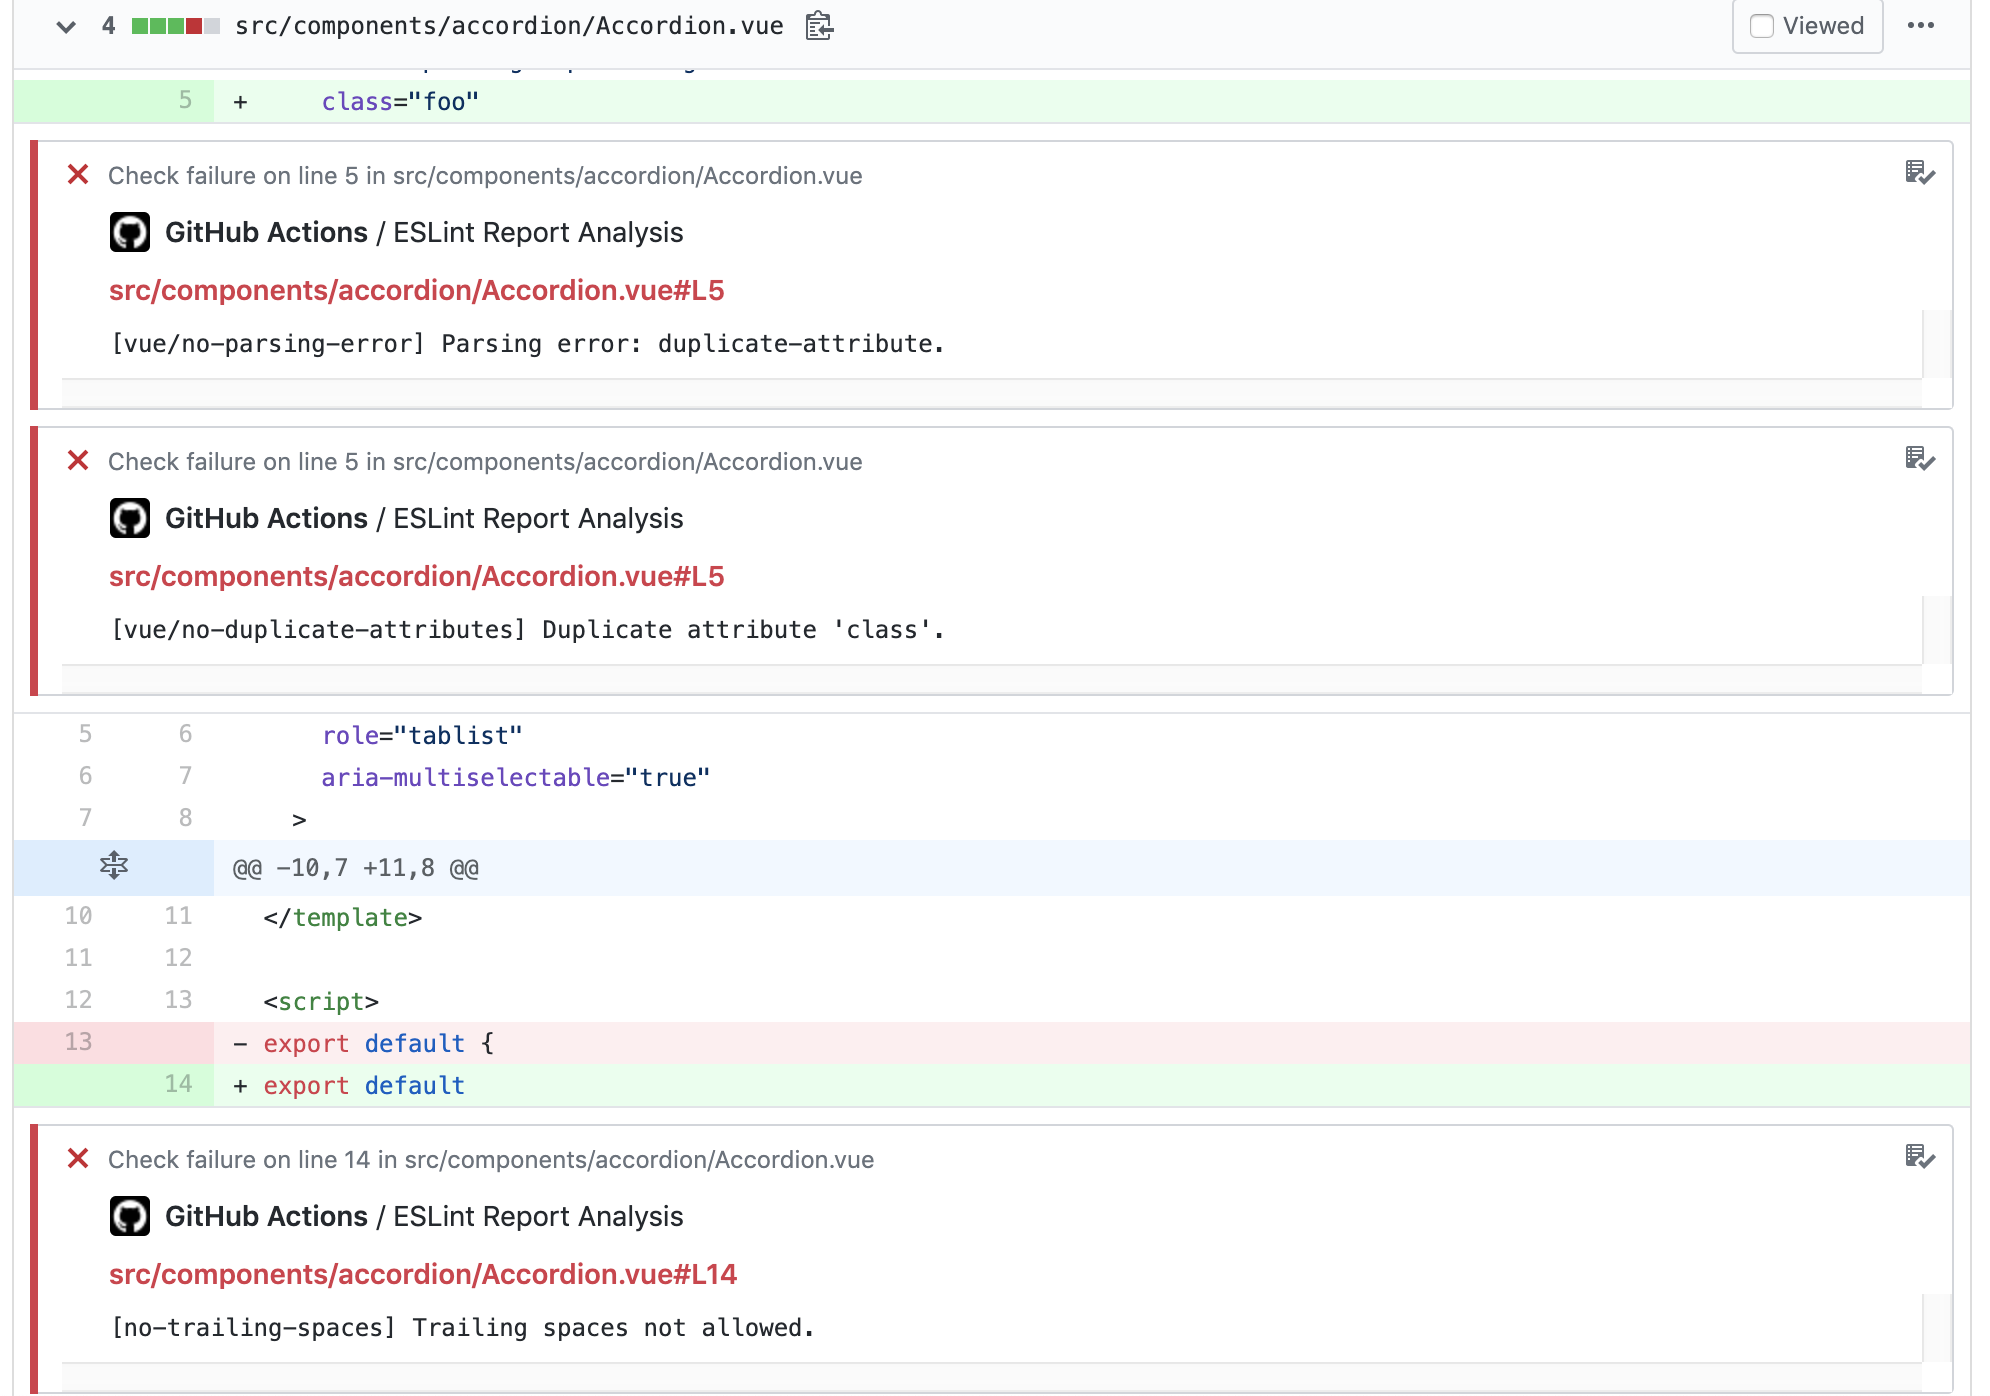 4 src/components/accordion/Accordion.vue Viewed
5 + class="foo"
Check failure on line 5 in src/components/accordion/Accordion.vue
GitHub Actions / ESLint Report Analysis
src/components/accordion/Accordion.vue#L5
[vue/no-parsing-error] Parsing error: duplicate-attribute.
Check failure on line 5 in src/components/accordion/Accordion.vue
GitHub Actions / ESLint Report Analysis
src/components/accordion/Accordion.vue#L5
[vue/no-duplicate-attributes] Duplicate attribute 'class'.
5 6 role="tablist"
6 7 aria-multiselectable="true"
7 8 >
@@ -10,7 +11,8 @@
10 11 </template>
11 12
12 13 <script>
13 - export default {
14 + export default
Check failure on line 14 in src/components/accordion/Accordion.vue
GitHub Actions / ESLint Report Analysis
src/components/accordion/Accordion.vue#L14
[no-trailing-spaces] Trailing spaces not allowed.